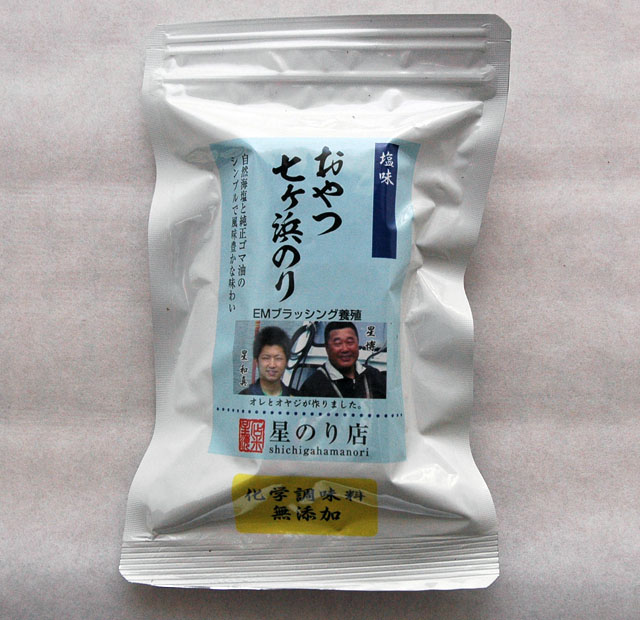 塩味
おやつ
七ヶ浜のり
自然海塩と純正ゴマ油の
シンプルで風味豊かな味わい
EMブラッシング養殖
星博
星和真
オレとオヤジが作りました。
星のり店
shichigahamanori
化学調味料
無添加